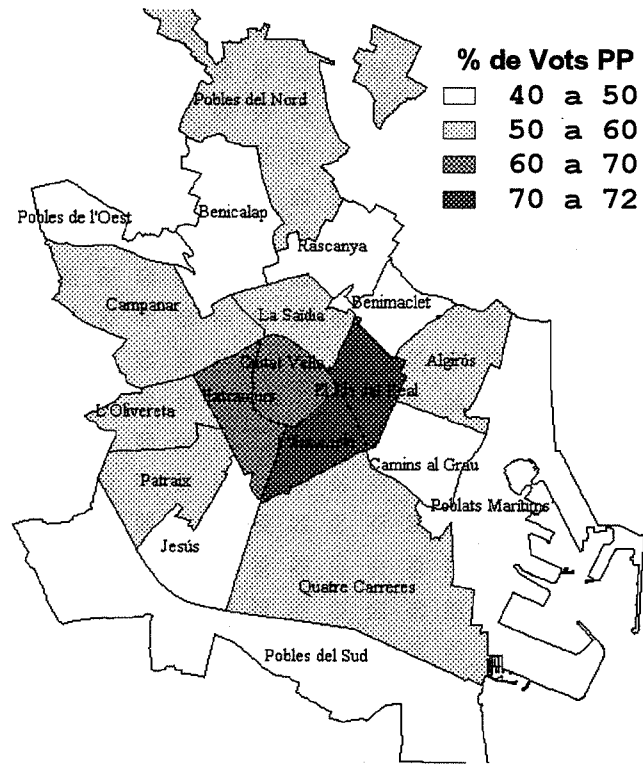 % de Vots PP
40 a 50
50 a 60
60 a 70
70 a 72
Pobles del Nord
Pobles de l'Oest
Benicalap
Rascanya
Campanar
La Saïdia
Benimaclet
Ciutat Vella
Algirós
El Pla del Real
L'Olivereta
Camins al Grau
Patraix
Poblats Marítims
Jesús
Quatre Carreres
Pobles del Sud